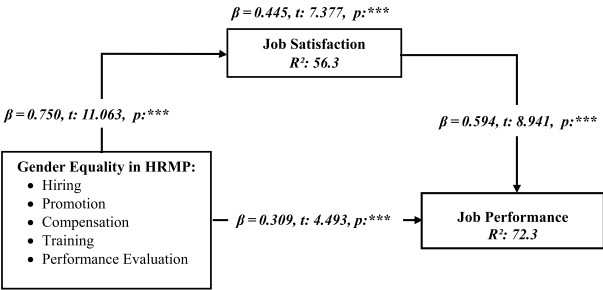 β = 0.445, t: 7.377, p:***
Job Satisfaction
R²: 56.3
β = 0.750, t: 11.063, p:***
β = 0.594, t: 8.941, p:***
Gender Equality in HRMP:
• Hiring
• Promotion
• Compensation
• Training
• Performance Evaluation
β = 0.309, t: 4.493, p:***
Job Performance
R²: 72.3